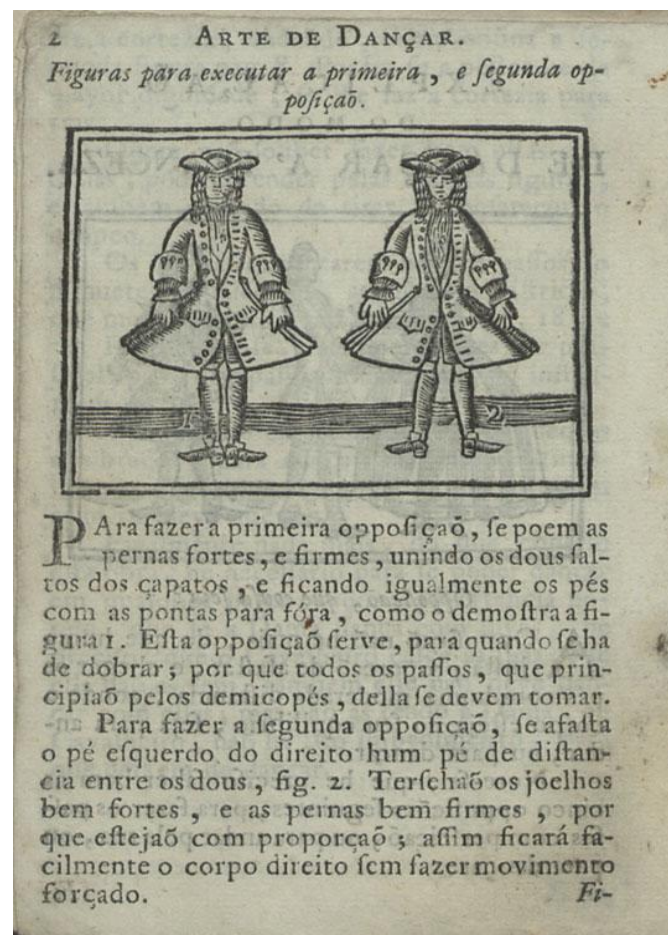 2 ARTE DE DANÇAR.
Figuras para executar a primeira, e ſegunda op-
poſiçaõ.
1 2
PAra fazer a primeira oppoſiçaõ, ſe poem as
pernas fortes, e firmes, unindo os dous ſal-
tos dos çapatos, e ficando igualmente os pés
com as pontas para fóra, como o demoſtra a fi-
gura 1. Eſta oppoſiçaõ ſerve, para quando ſe ha
de dobrar; por que todos os paſſos, que prin-
cipiaõ pelos demicopés, della ſe devem tomar.
Para fazer a ſegunda oppoſiçaõ, ſe afaſta
o pé eſquerdo do direito hum pé de diſtan-
cia entre os dous, fig. 2. Terſehaõ os joelhos
bem fortes, e as pernas bem firmes, por
que eſtejaõ com proporçaõ; aſſim ficará fa-
cilmente o corpo direito ſem fazer movimento
forçado. Fi-